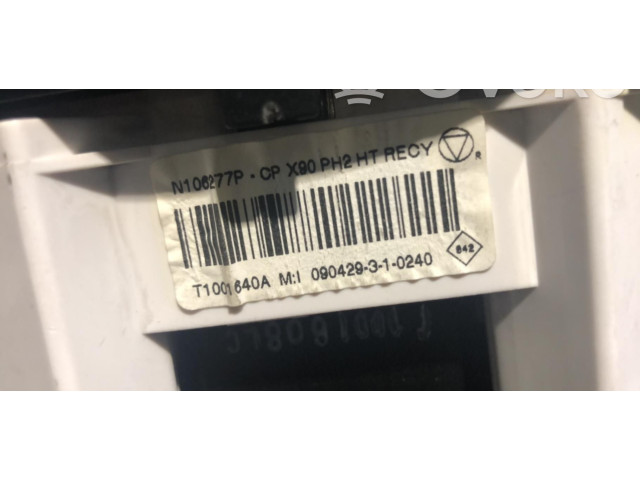 N106277P - CP X90 PH2 HT RECY
R
842
T1001640A M:I 090429-3-1-0240